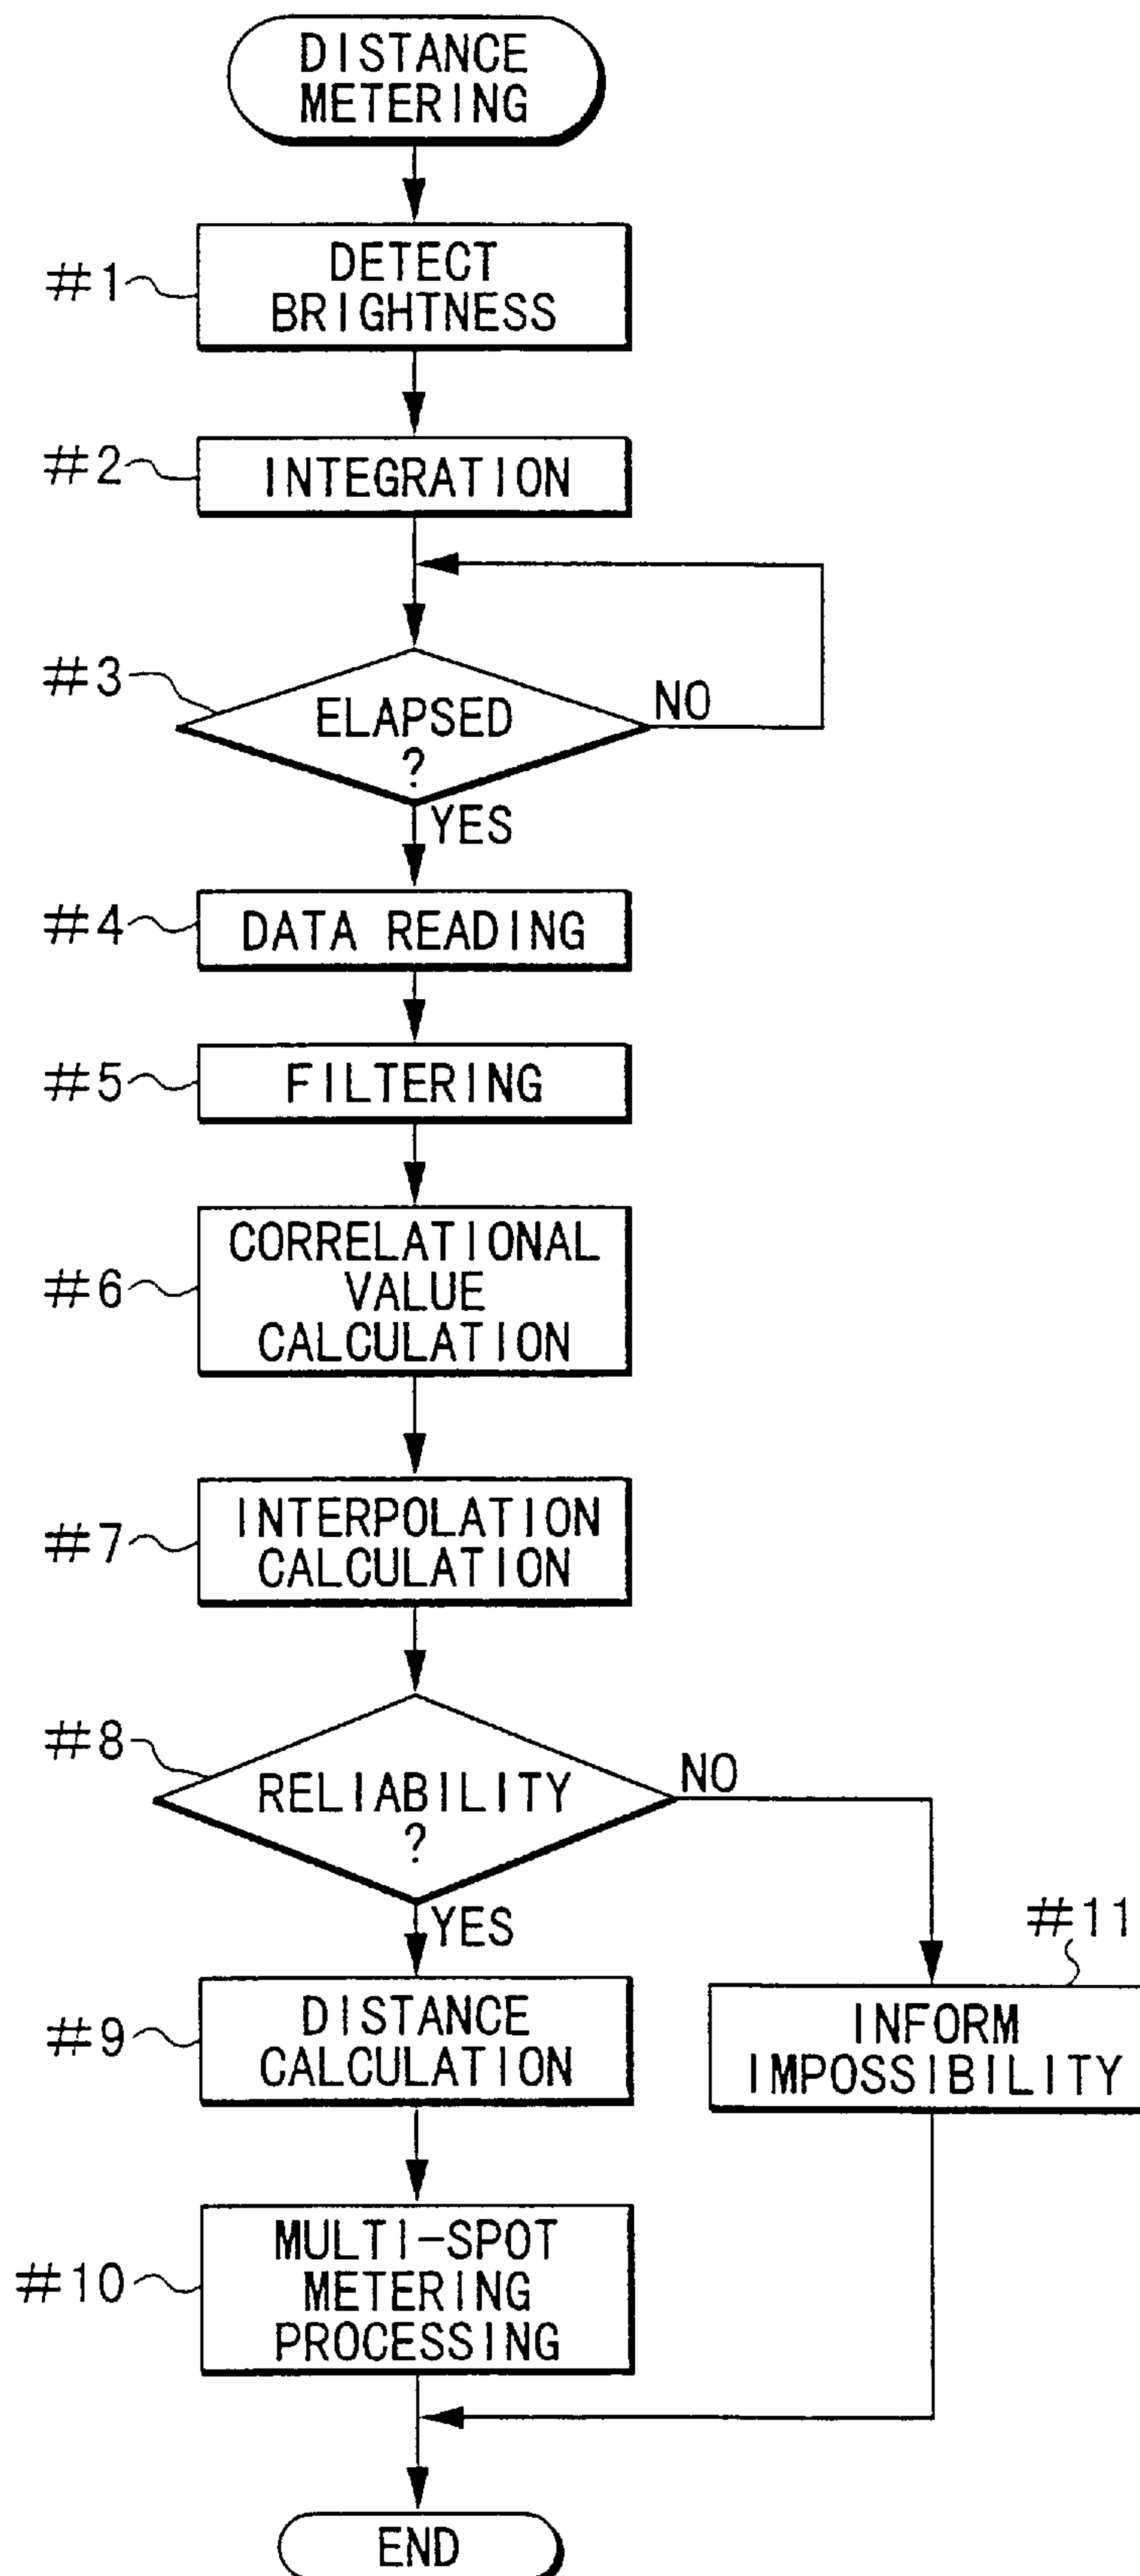 DISTANCE
METERING
#1
DETECT
BRIGHTNESS
#2
INTEGRATION
#3
ELAPSED
?
NO
YES
#4
DATA READING
#5
FILTERING
#6
CORRELATIONAL
VALUE
CALCULATION
#7
INTERPOLATION
CALCULATION
#8
RELIABILITY
?
NO
YES
#9
DISTANCE
CALCULATION
#11
INFORM
IMPOSSIBILITY
#10
MULTI-SPOT
METERING
PROCESSING
END